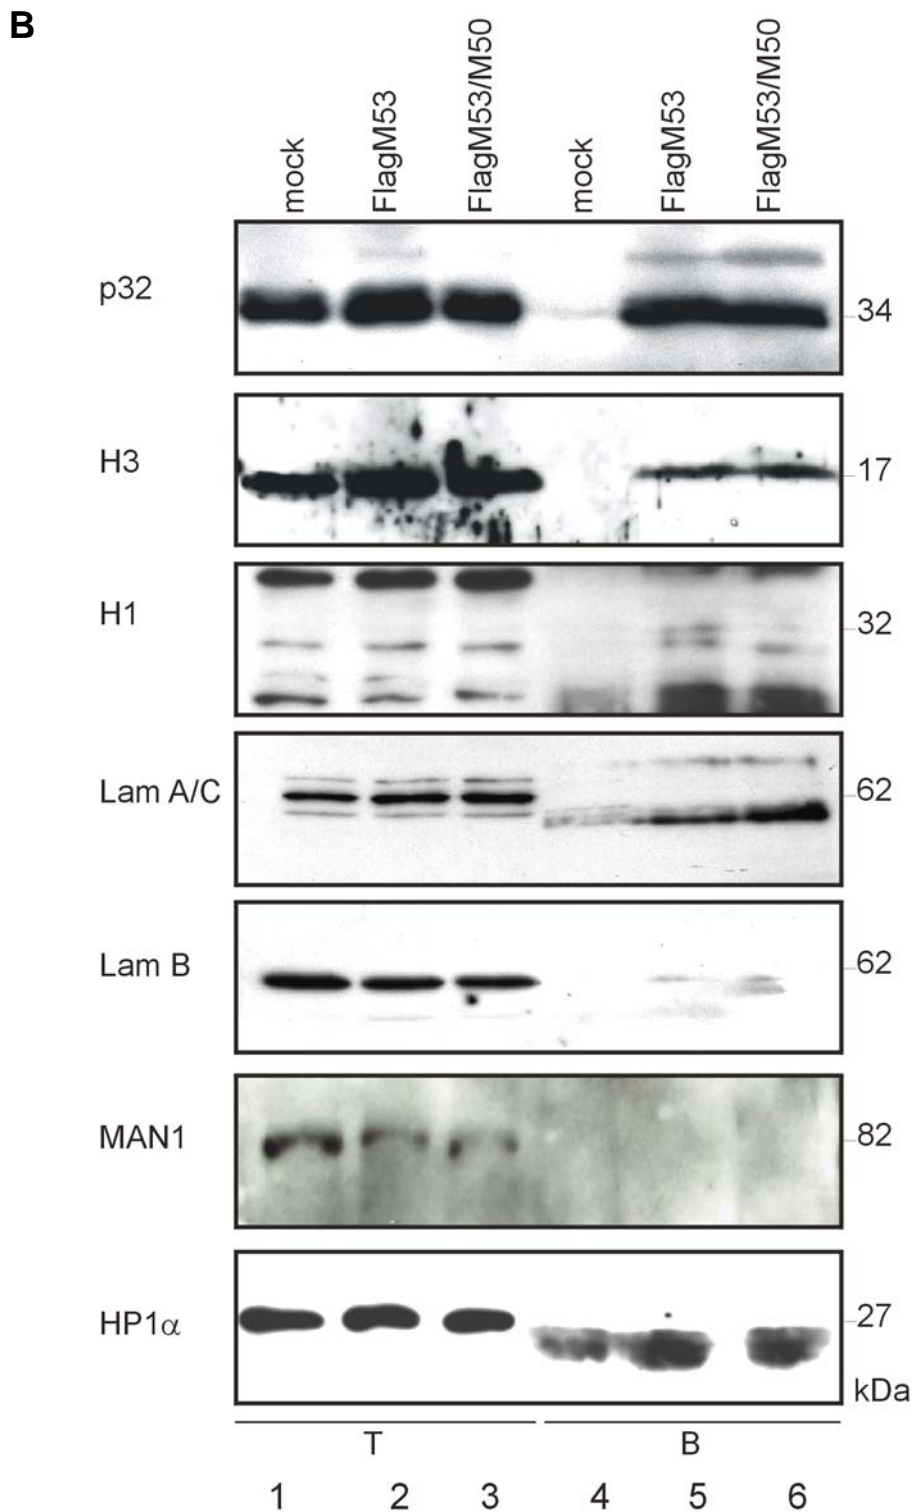 B
mock FlagM53 FlagM53/M50 mock FlagM53 FlagM53/M50
p32 34
H3 17
H1 32
Lam A/C 62
Lam B 62
MAN1 82
HP1α 27
kDa
T B
1 2 3 4 5 6